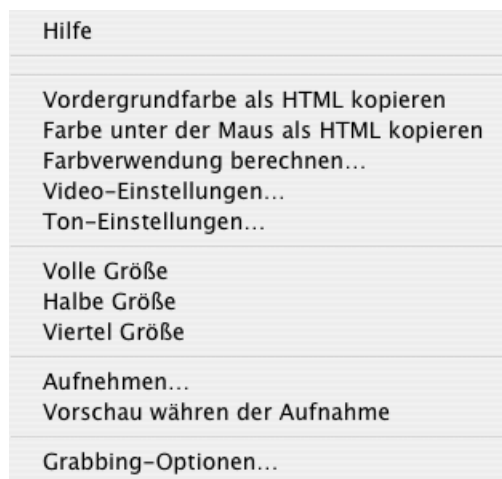 Hilfe
Vordergrundfarbe als HTML kopieren
Farbe unter der Maus als HTML kopieren
Farbverwendung berechnen…
Video-Einstellungen…
Ton-Einstellungen…
Volle Größe
Halbe Größe
Viertel Größe
Aufnehmen…
Vorschau währen der Aufnahme
Grabbing-Optionen…